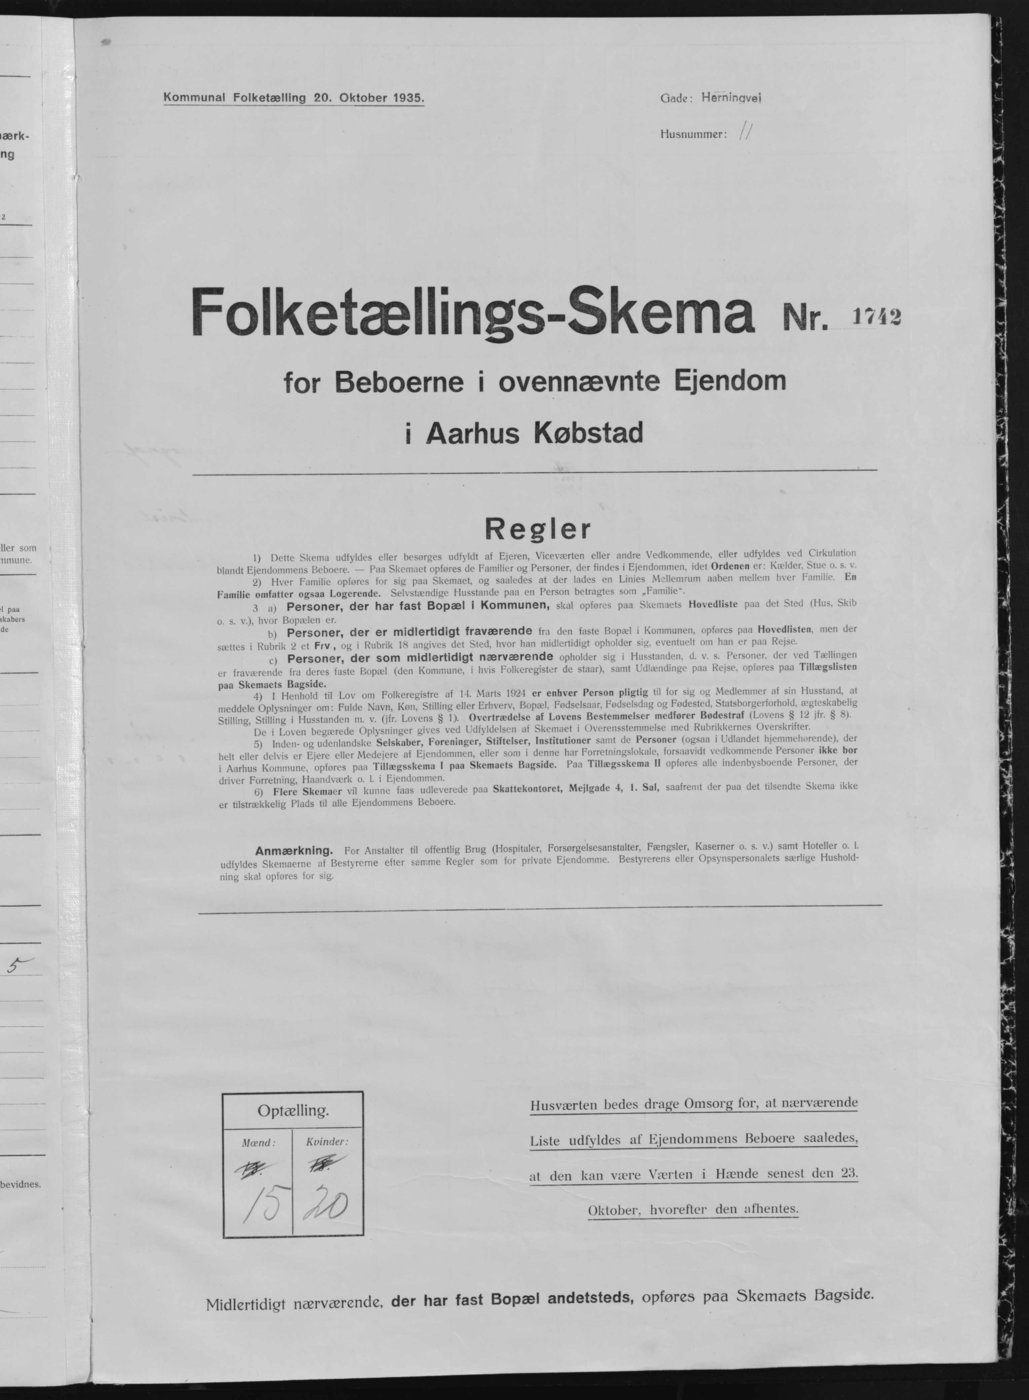 Kommunal Folketælling 20. Oktober 1935.
Gade: Herningvej
Husnummer: 11
Folketællings-Skema Nr. 1742
for Beboerne i ovennævnte Ejendom
i Aarhus Købstad
Regler
1) Dette Skema udfyldes eller besørges udfyldt af Ejeren, Viceværten eller andre Vedkommende, eller udfyldes ved Cirkulation
blandt Ejendommens Beboere. — Paa Skemaet opføres de Familier og Personer, der findes i Ejendommen, idet Ordenen er: Kælder, Stue o. s. v.
2) Hver Familie opføres for sig paa Skemaet, og saaledes at der lades en Linies Mellemrum aaben mellem hver Familie. En
Familie omfatter ogsaa Logerende. Selvstændige Husstande paa en Person betragtes som „Familie“.
3 a) Personer, der har fast Bopæl i Kommunen, skal opføres paa Skemaets Hovedliste paa det Sted (Hus, Skib
o. s. v.), hvor Bopælen er.
b) Personer, der er midlertidigt fraværende fra den faste Bopæl i Kommunen, opføres paa Hovedlisten, men der
sættes i Rubrik 2 et Frv., og i Rubrik 18 angives det Sted, hvor han midlertidigt opholder sig, eventuelt om han er paa Rejse.
c) Personer, der som midlertidigt nærværende opholder sig i Husstanden, d. v. s. Personer, der ved Tællingen
er fraværende fra deres faste Bopæl (den Kommune, i hvis Folkeregister de staar), samt Udlændinge paa Rejse, opføres paa Tillægslisten
paa Skemaets Bagside.
4) I Henhold til Lov om Folkeregistre af 14. Marts 1924 er enhver Person pligtig til for sig og Medlemmer af sin Husstand, at
meddele Oplysninger om: Fulde Navn, Køn, Stilling eller Erhverv, Bopæl, Fødselsaar, Fødselsdag og Fødested, Statsborgerforhold, ægteskabelig
Stilling, Stilling i Husstanden m. v. (jfr. Lovens § 1). Overtrædelse af Lovens Bestemmelser medfører Bødestraf (Lovens § 12 jfr. § 8).
De i Loven begærede Oplysninger gives ved Udfyldelsen af Skemaet i Overensstemmelse med Rubrikkernes Overskrifter.
5) Inden- og udenlandske Selskaber, Foreninger, Stiftelser, Institutioner samt de Personer (ogsaa i Udlandet hjemmehørende), der
helt eller delvis er Ejere eller Medejere af Ejendommen, eller som i denne har Forretningslokale, forsaavidt vedkommende Personer ikke bor
i Aarhus Kommune, opføres paa Tillægsskema I paa Skemaets Bagside. Paa Tillægsskema II opføres alle indenbysboende Personer, der
driver Forretning, Haandværk o. l. i Ejendommen.
6) Flere Skemaer vil kunne faas udleverede paa Skattekontoret, Mejlgade 4, 1. Sal, saafremt der paa det tilsendte Skema ikke
er tilstrækkelig Plads til alle Ejendommens Beboere.
Anmærkning. For Anstalter til offentlig Brug (Hospitaler, Forsørgelsesanstalter, Fængsler, Kaserner o. s. v.) samt Hoteller o. l.
udfyldes Skemaerne af Bestyrerne efter samme Regler som for private Ejendomme. Bestyrerens eller Opsynspersonalets særlige Hushold-
ning skal opføres for sig.
Optælling.
Mænd: Kvinder:
15 20
Husværten bedes drage Omsorg for, at nærværende
Liste udfyldes af Ejendommens Beboere saaledes,
at den kan være Værten i Hænde senest den 23.
Oktober, hvorefter den afhentes.
Midlertidigt nærværende, der har fast Bopæl andetsteds, opføres paa Skemaets Bagside.
ærk-
ng
2
ller som
mmune.
l paa
skabers
de
5
bevidnes.